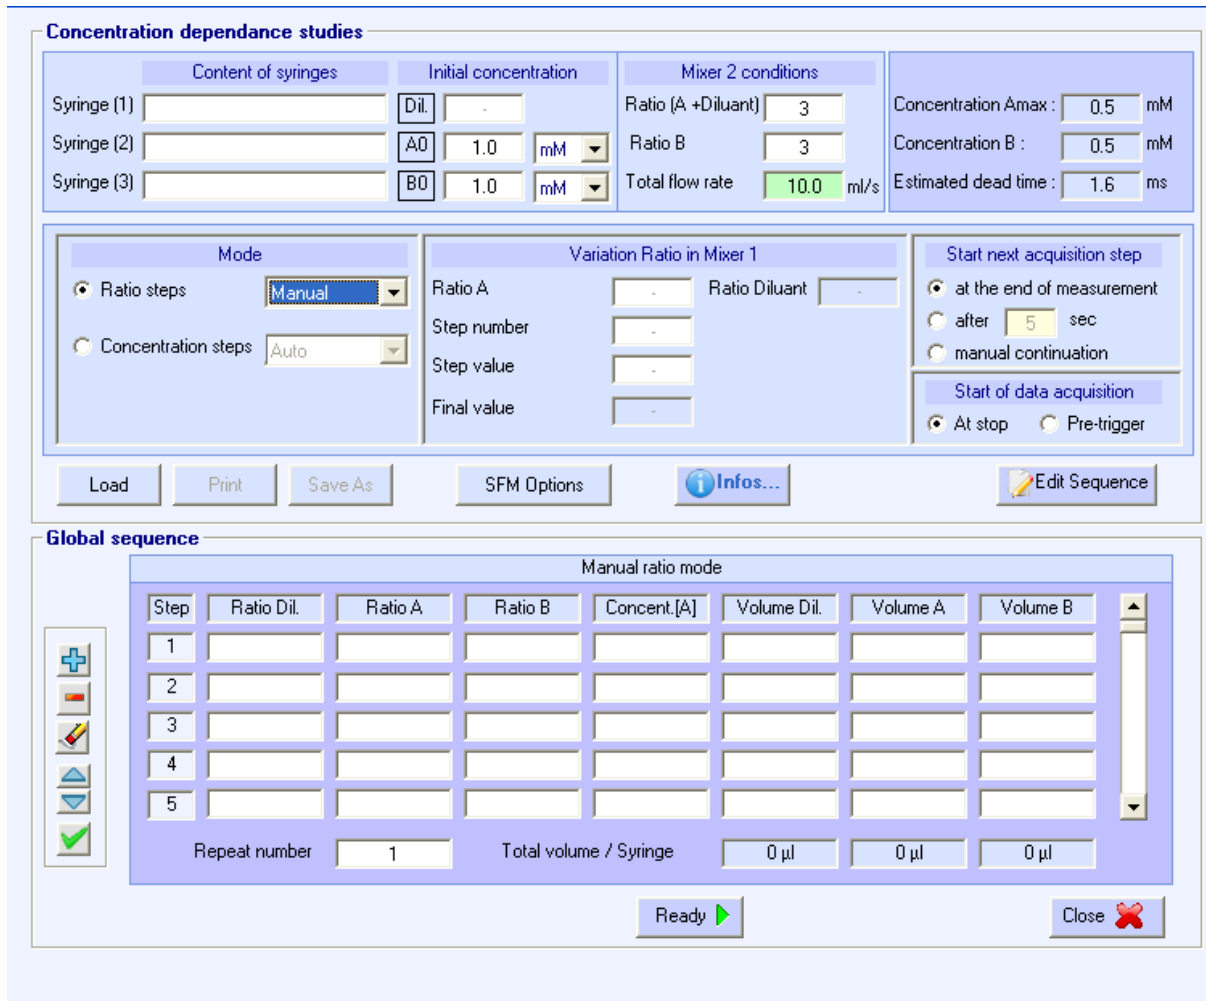 Concentration dependance studies
Content of syringes Initial concentration Mixer 2 conditions
Syringe (1) Dil. - Ratio (A +Diluant) 3 Concentration Amax : 0.5 mM
Syringe (2) A0 1.0 mM Ratio B 3 Concentration B : 0.5 mM
Syringe (3) B0 1.0 mM Total flow rate 10.0 ml/s Estimated dead time : 1.6 ms
Mode Variation Ratio in Mixer 1 Start next acquisition step
Ratio steps Manual Ratio A - Ratio Diluant - at the end of measurement
Step number - after 5 sec
Concentration steps Auto Step value - manual continuation
Final value - Start of data acquisition
At stop Pre-trigger
Load Print Save As SFM Options Infos... Edit Sequence
Global sequence
Manual ratio mode
Step Ratio Dil. Ratio A Ratio B Concent.[A] Volume Dil. Volume A Volume B
1
2
3
4
5
Repeat number 1 Total volume / Syringe 0 µl 0 µl 0 µl
Ready Close